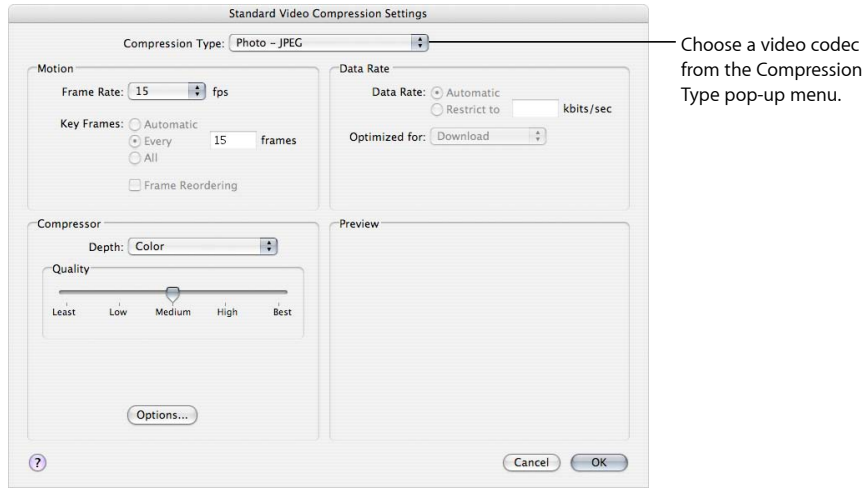 Standard Video Compression Settings
Compression Type: Photo – JPEG
Choose a video codec
from the Compression
Type pop-up menu.
Motion
Frame Rate: 15 fps
Key Frames: Automatic
Every 15 frames
All
Frame Reordering
Data Rate
Data Rate: Automatic
Restrict to kbits/sec
Optimized for: Download
Compressor
Depth: Color
Quality
Least Low Medium High Best
Options...
Preview
? Cancel OK